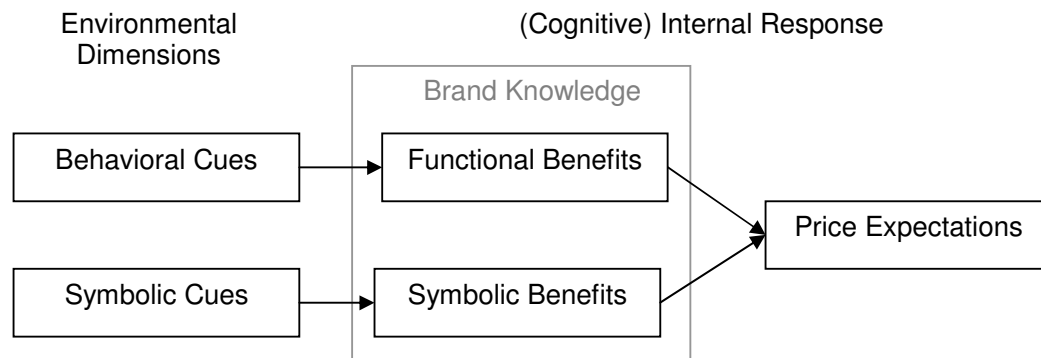 Environmental
Dimensions
(Cognitive) Internal Response
Brand Knowledge
Behavioral Cues
Functional Benefits
Price Expectations
Symbolic Cues
Symbolic Benefits